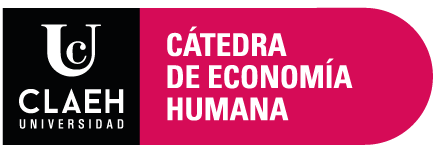 UC
CLAEH
UNIVERSIDAD
CÁTEDRA
DE ECONOMÍA
HUMANA